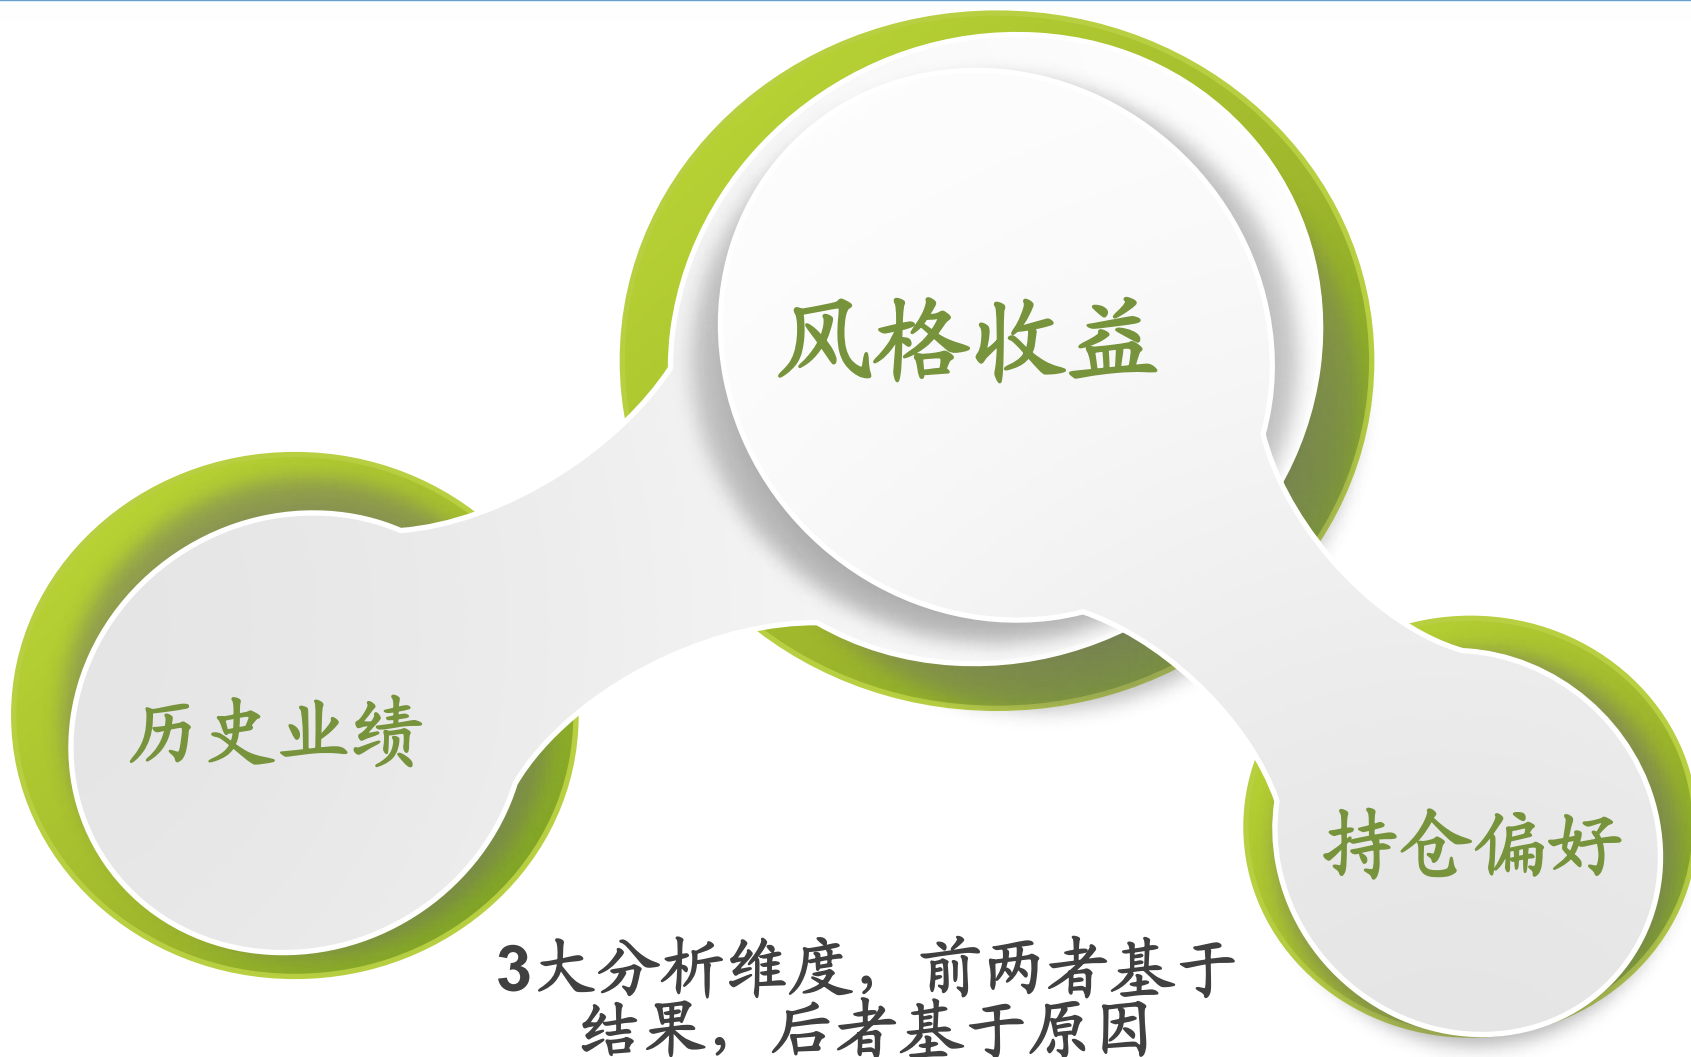 风格收益
历史业绩
持仓偏好
3大分析维度，前两者基于
结果，后者基于原因